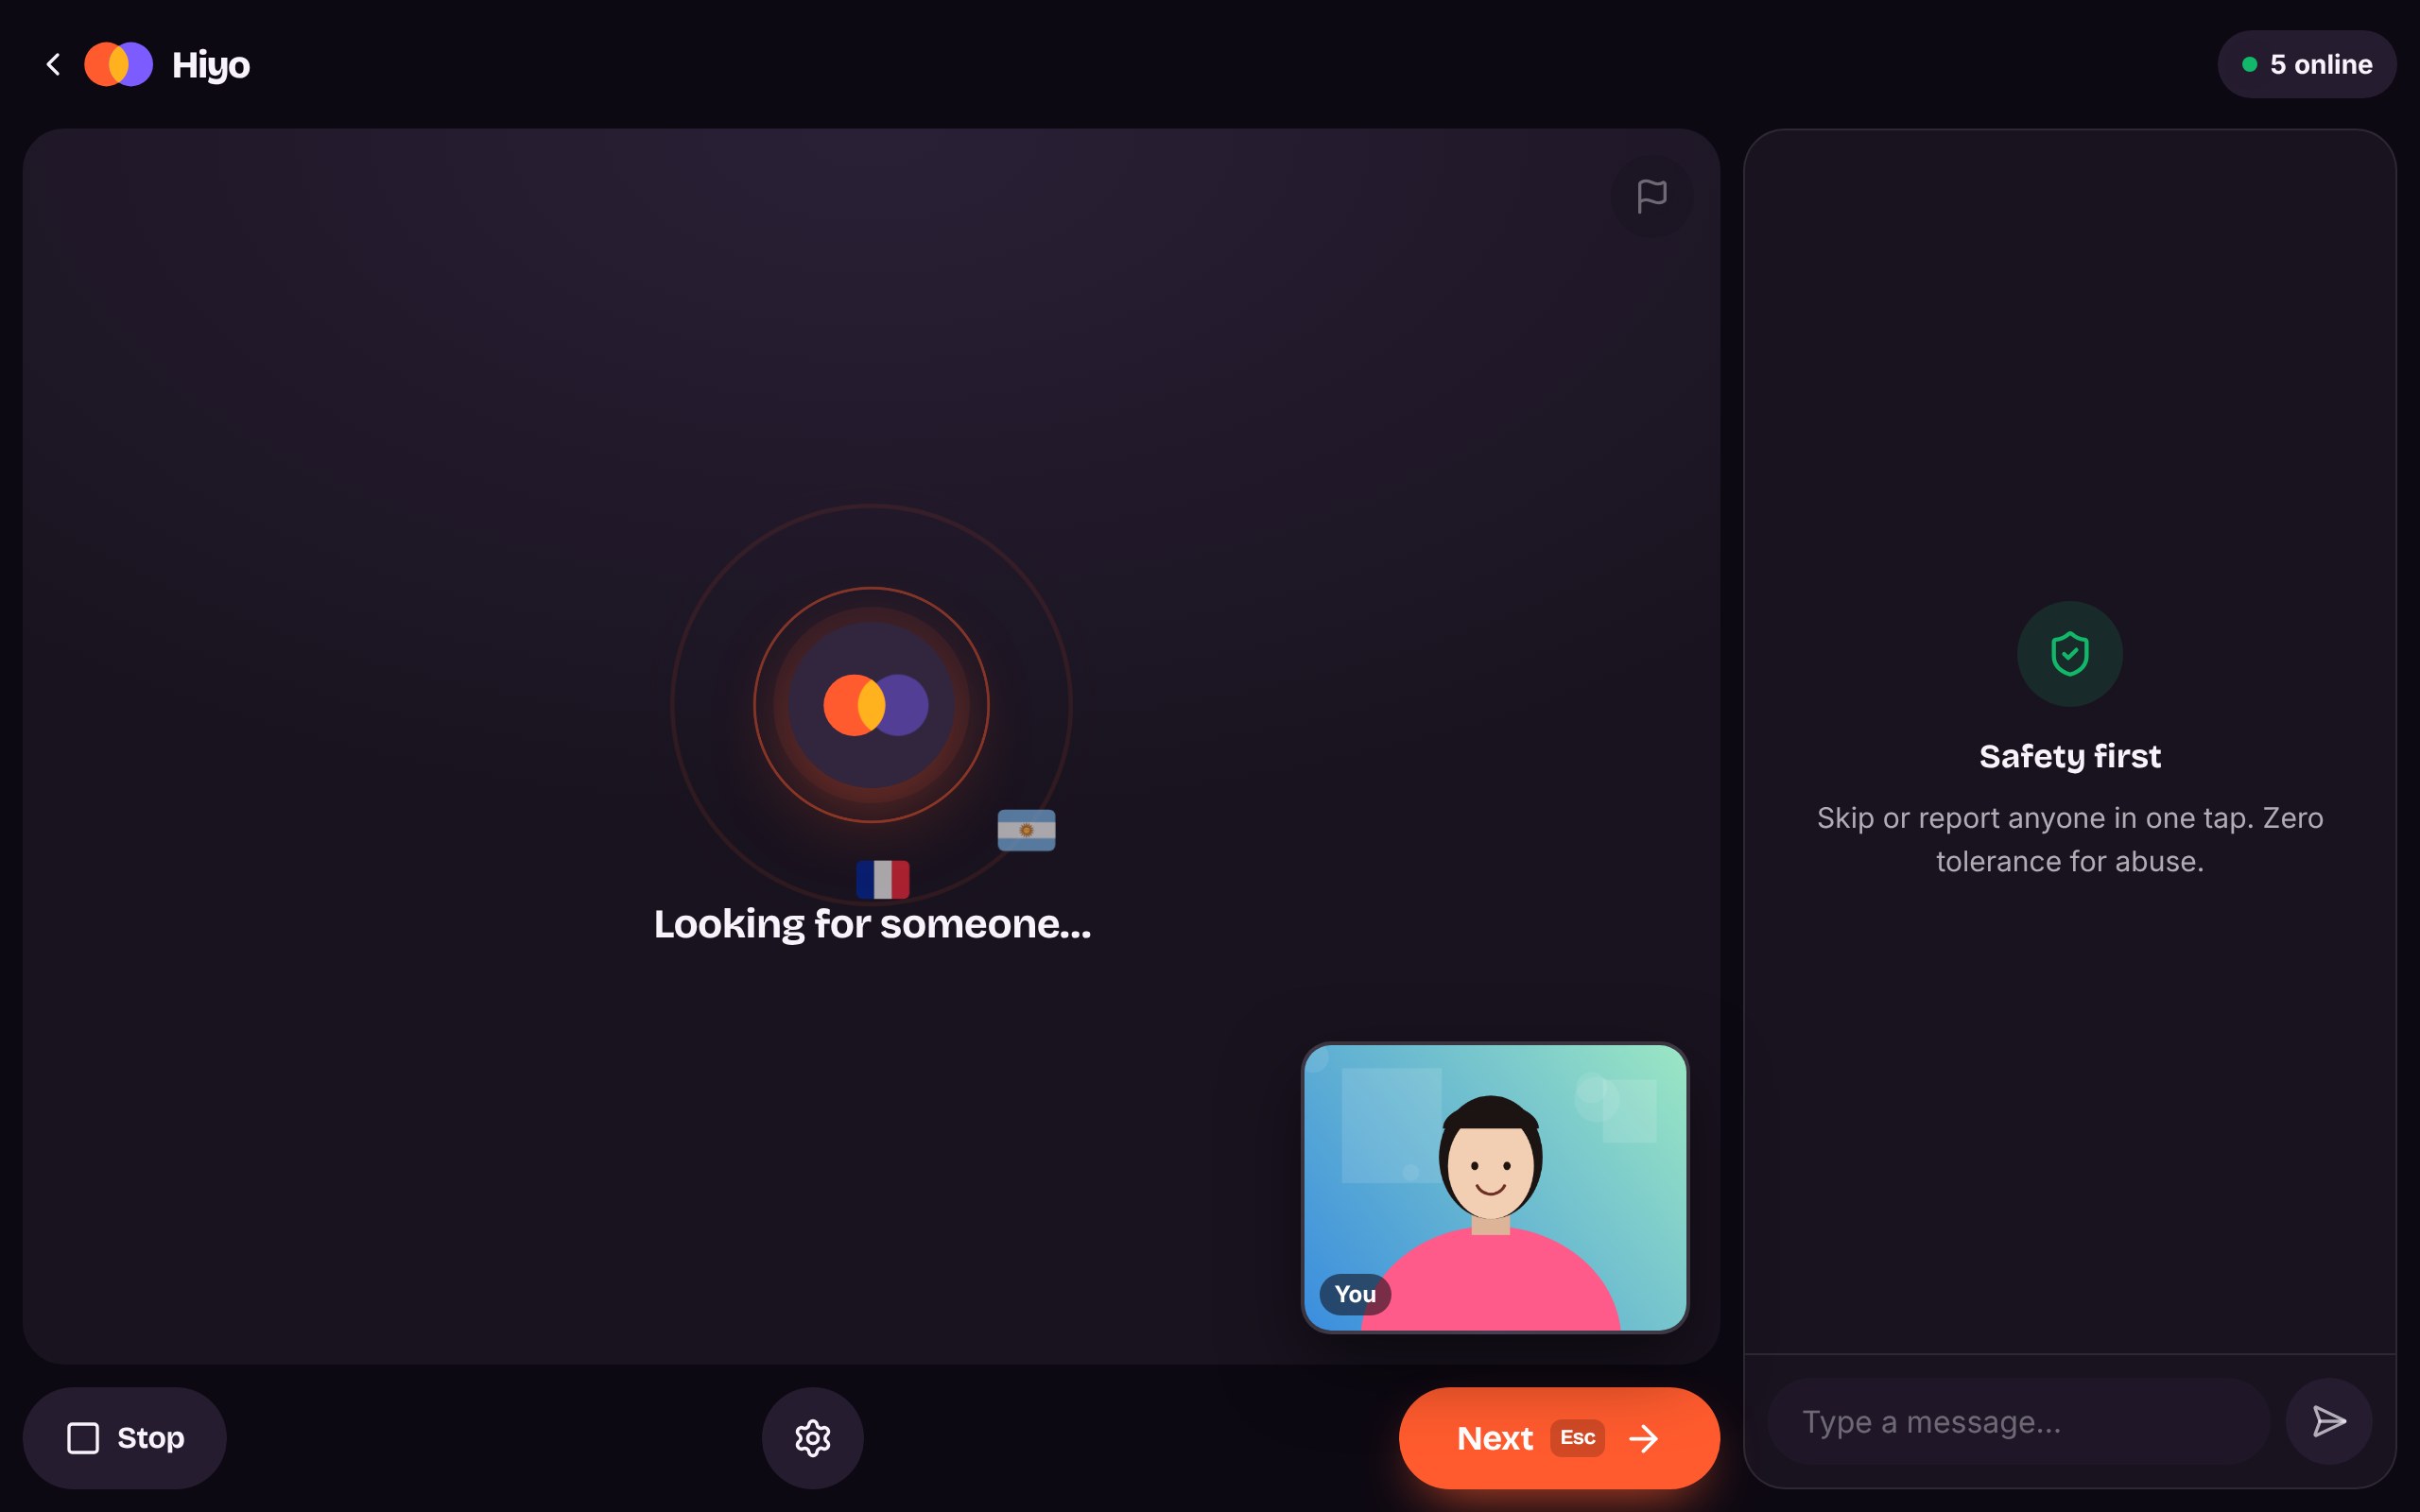 Hiyo
5 online
Looking for someone...
Safety first
Skip or report anyone in one tap. Zero
tolerance for abuse.
You
Stop
Next Esc
Type a message...